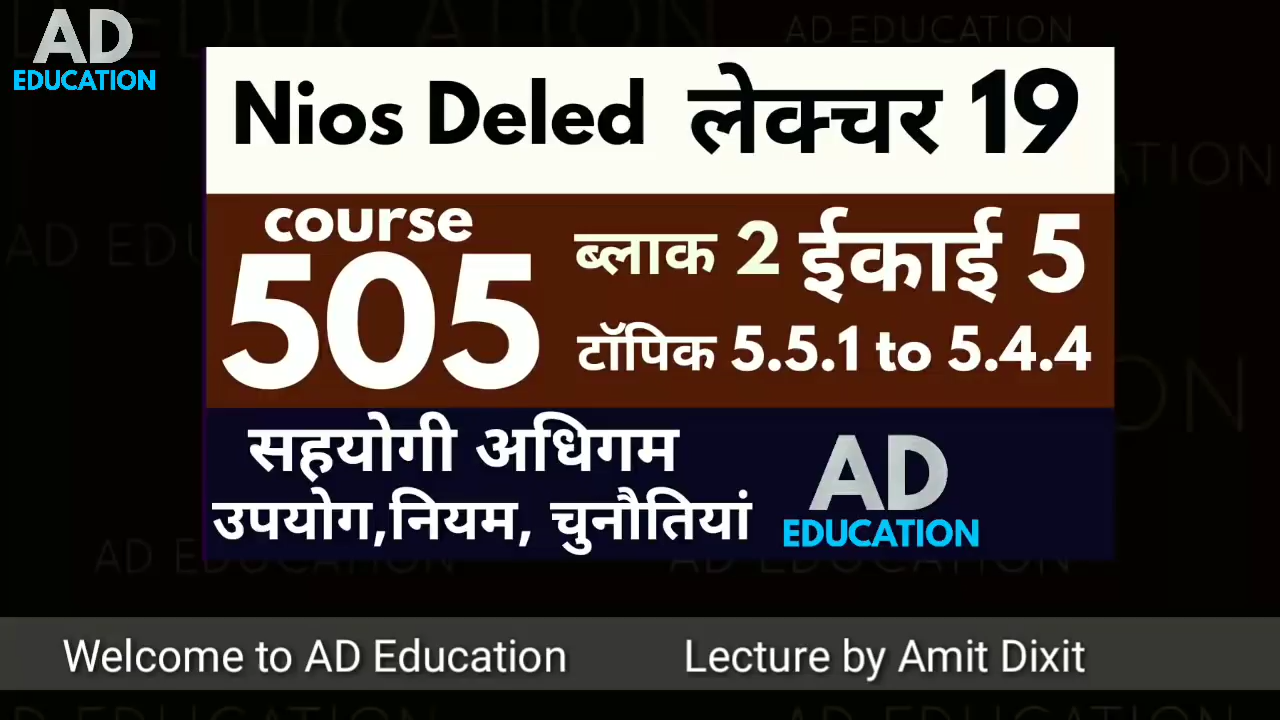 AD
EDUCATION
Nios Deled लेक्चर 19
course
505
ब्लाक 2 ईकाई 5
टॉपिक 5.5.1 to 5.4.4
सहयोगी अधिगम
उपयोग,नियम, चुनौतियां
AD
EDUCATION
Welcome to AD Education
Lecture by Amit Dixit